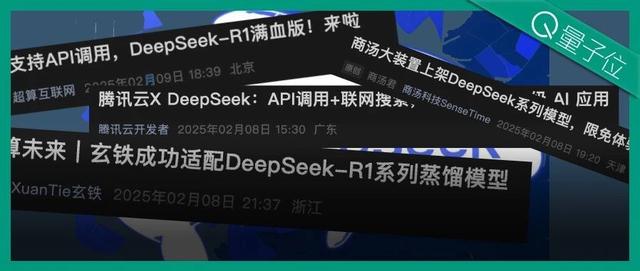 量子位
支持API调用，DeepSeek-R1满血版！来啦
超算互联网 2025年02月09日 18:39 北京
商汤大装置上架DeepSeek系列模型，限免体
原创 商汤君 商汤科技SenseTime 2025年02月08日 19:20 天津
腾讯云X DeepSeek：API调用+联网搜索，
AI 应用
腾讯云开发者 2025年02月08日 15:30 广东
算未来｜玄铁成功适配DeepSeek-R1系列蒸馏模型
XuanTie玄铁 2025年02月08日 21:37 浙江